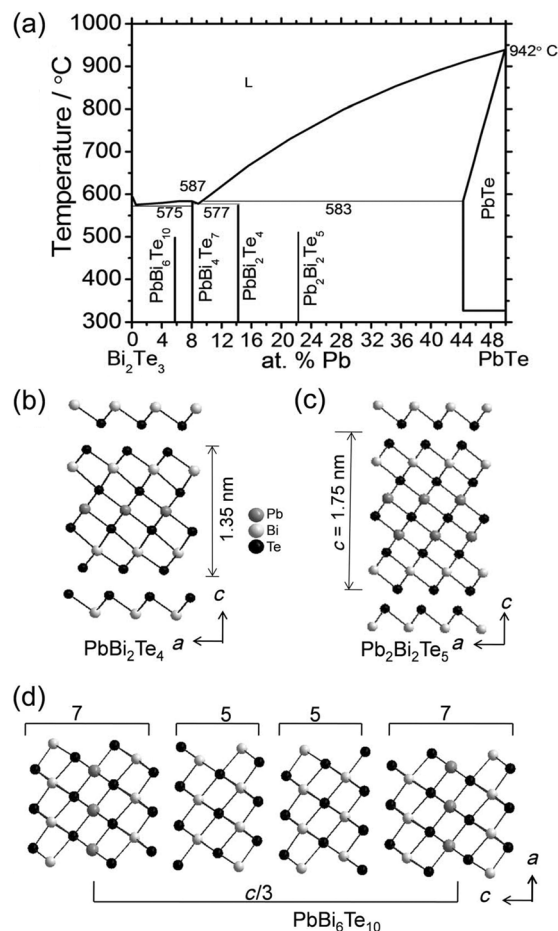 (a)
1000
900
800
700
600
500
400
300
Temperature / °C
L
942° C
587
575
577
583
PbBi6Te10
PbBi4Te7
PbBi2Te4
Pb2Bi2Te5
PbTe
0 4 8 12 16 20 24 28 32 36 40 44 48
Bi2Te3 at. % Pb PbTe
(b)
1.35 nm
Pb
Bi
Te
c
a
PbBi2Te4
(c)
c = 1.75 nm
c
a
Pb2Bi2Te5
(d)
7 5 5 7
c/3
a
c
PbBi6Te10